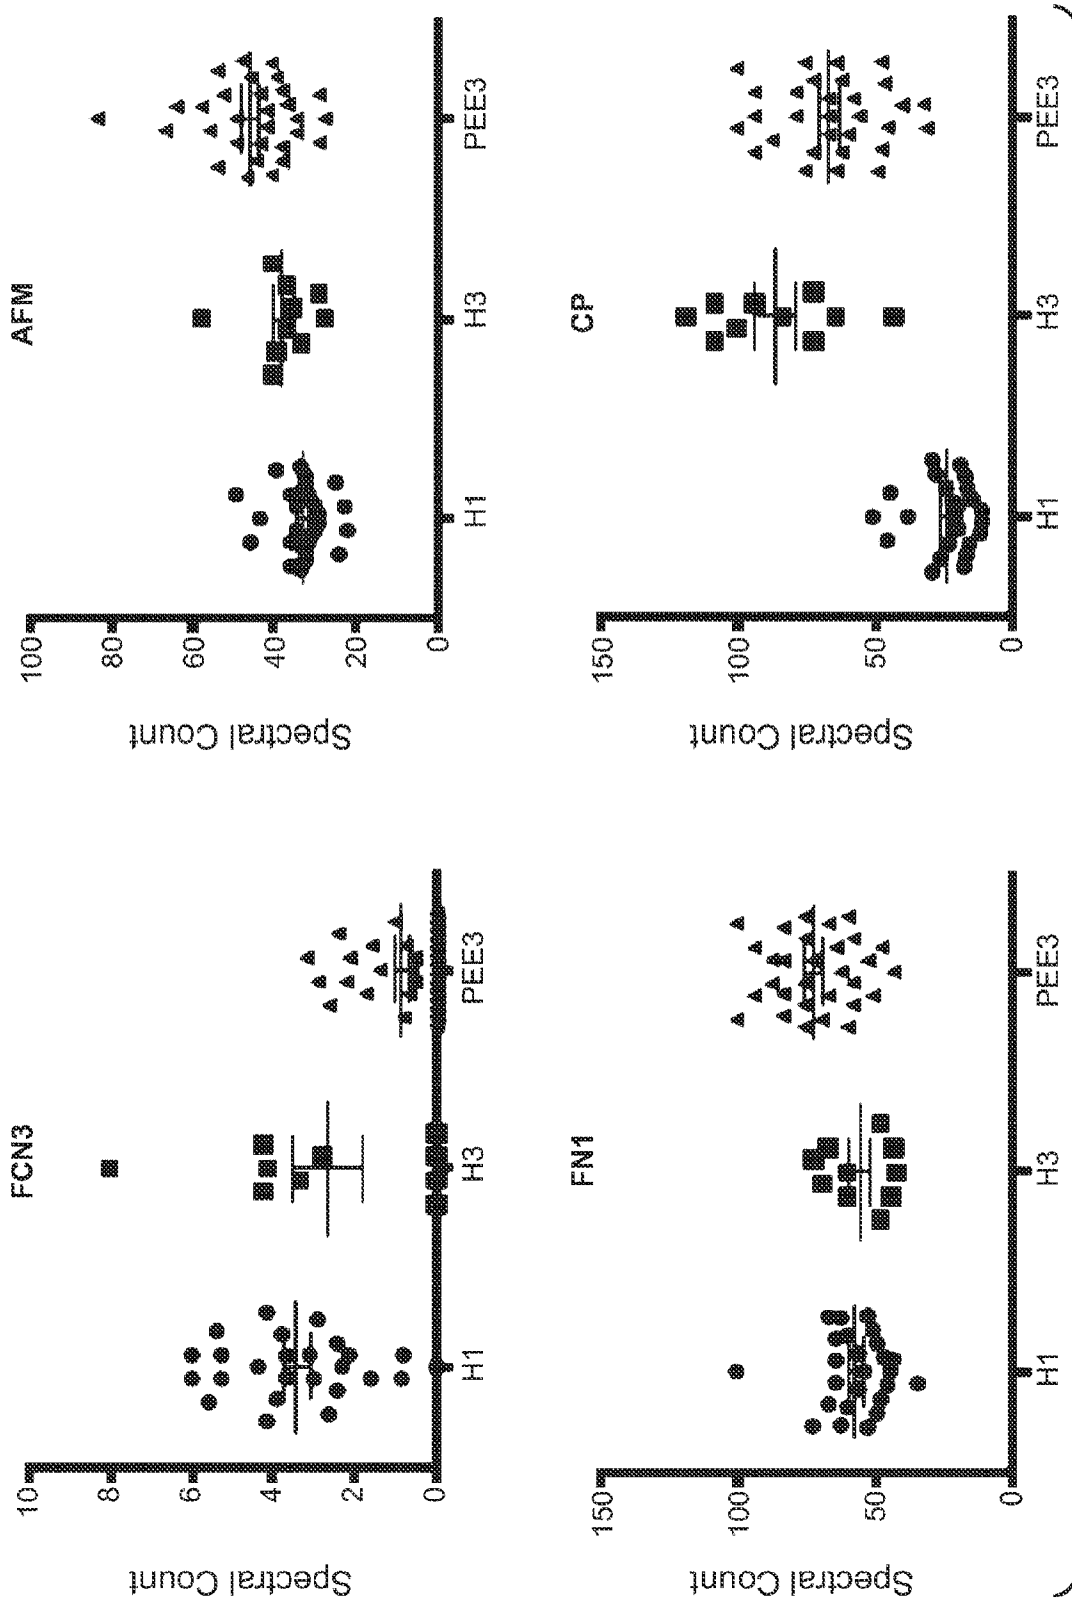 FCN3
10
8
6
4
2
0
Spectral Count
H1
H3
PEE3
AFM
100
80
60
40
20
0
Spectral Count
H1
H3
PEE3
FN1
150
100
50
0
Spectral Count
H1
H3
PEE3
CP
150
100
50
0
Spectral Count
H1
H3
PEE3